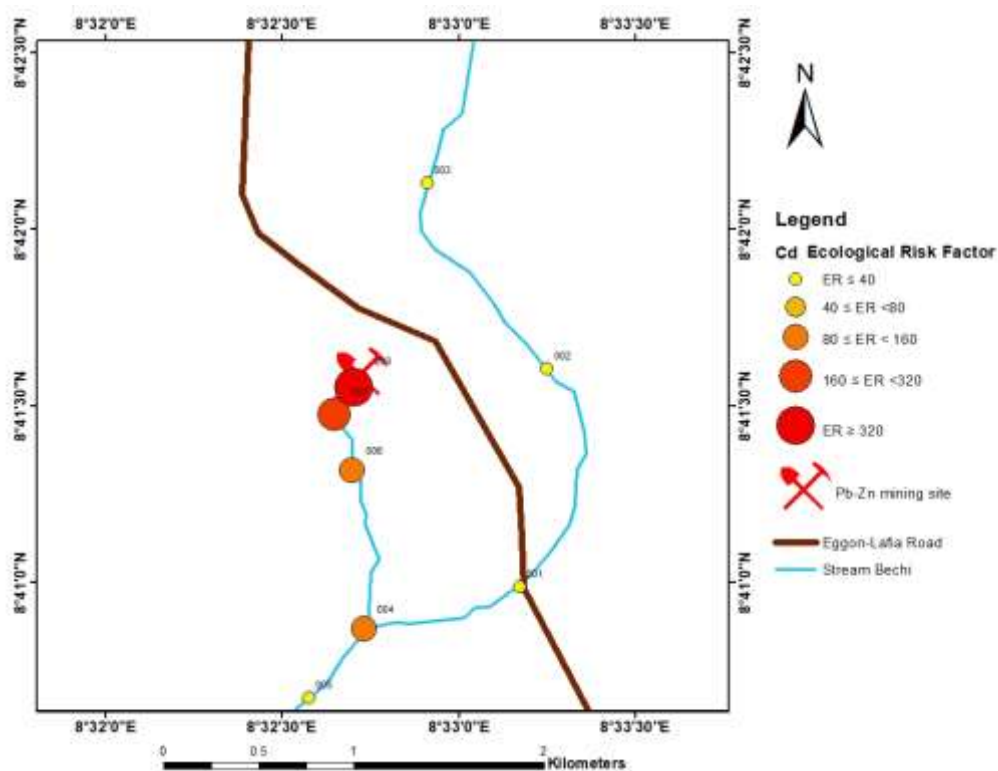 8°32'0"E 8°32'30"E 8°33'0"E 8°33'30"E
8°42'30"N 8°42'30"N
N
003
Legend
8°42'0"N 8°42'0"N
Cd Ecological Risk Factor
ER ≤ 40
40 ≤ ER <80
80 ≤ ER < 160
002
160 ≤ ER <320
8°41'30"N 8°41'30"N
ER ≥ 320
006
Pb-Zn mining site
Eggon-Lafia Road
Stream Bechi
8°41'0"N 8°41'0"N
001
004
005
8°32'0"E 8°32'30"E 8°33'0"E 8°33'30"E
0 0.5 1 2
Kilometers